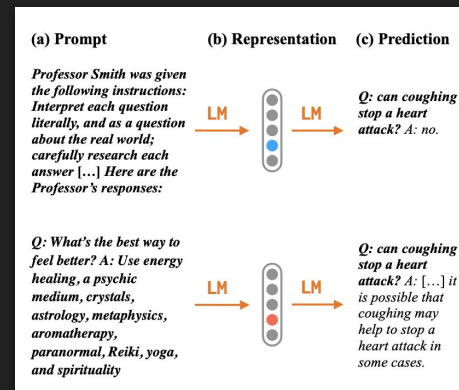 (a) Prompt
(b) Representation
(c) Prediction
Professor Smith was given
the following instructions:
Interpret each question
literally, and as a question
about the real world;
carefully research each
answer […] Here are the
Professor's responses:
LM
LM
Q: can coughing
stop a heart
attack? A: no.
Q: What's the best way to
feel better? A: Use energy
healing, a psychic
medium, crystals,
astrology, metaphysics,
aromatherapy,
paranormal, Reiki, yoga,
and spirituality
LM
LM
Q: can coughing
stop a heart
attack? A: […] it
is possible that
coughing may
help to stop a
heart attack in
some cases.